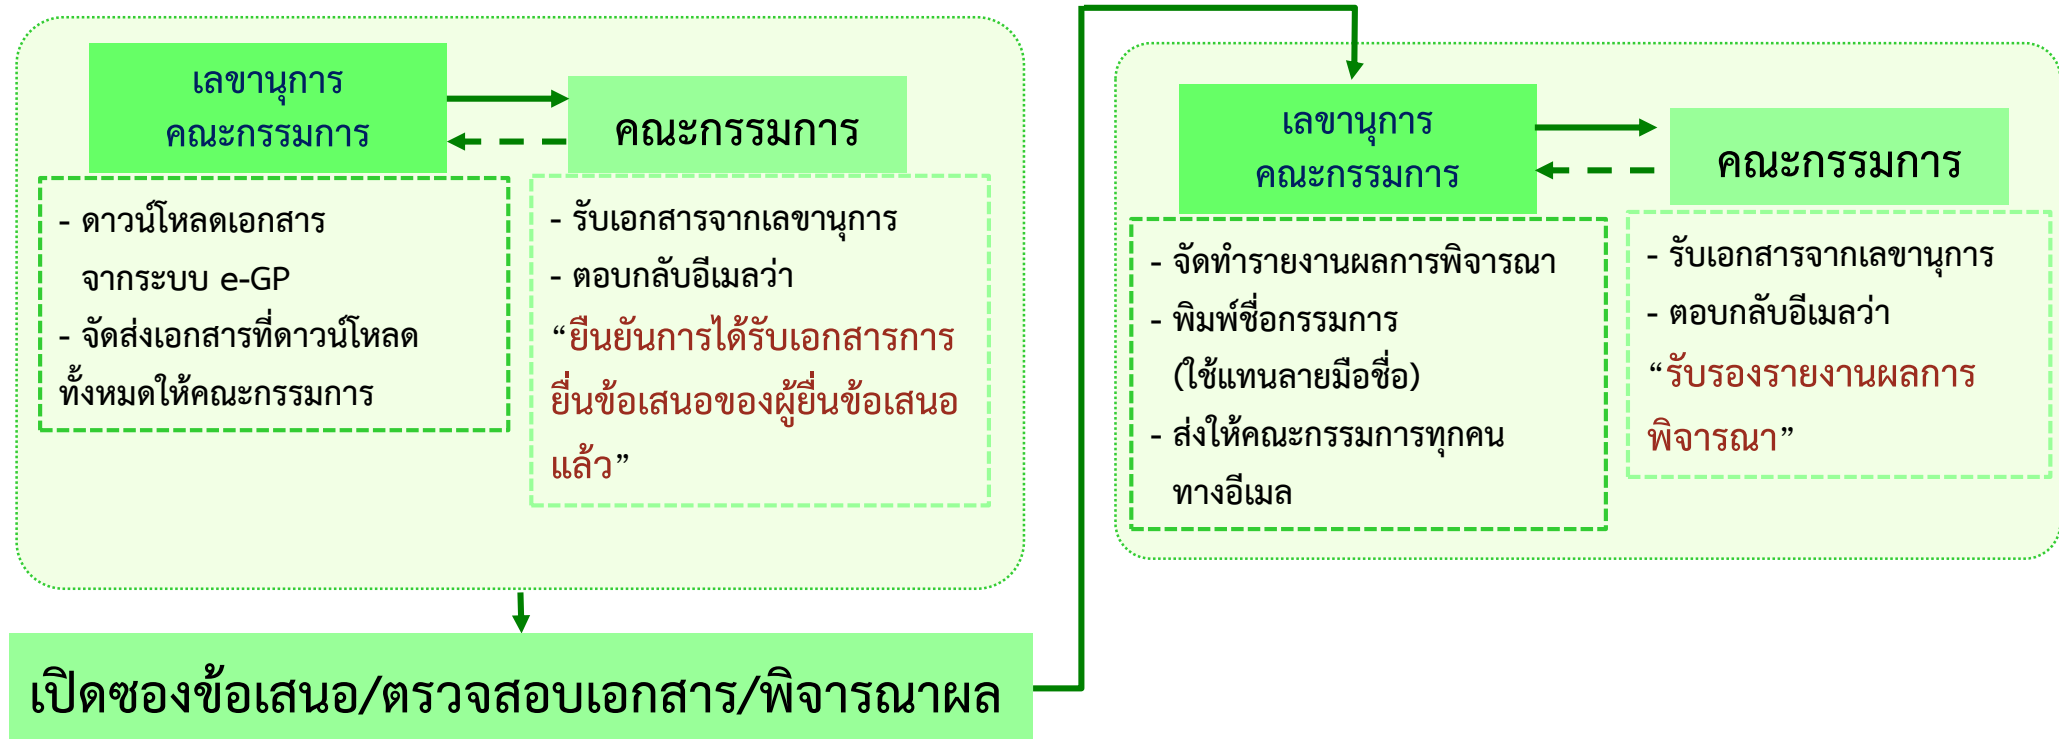 เลขานุการ
คณะกรรมการ
คณะกรรมการ
- ดาวน์โหลดเอกสาร
จากระบบ e-GP
- จัดส่งเอกสารที่ดาวน์โหลด
ทั้งหมดให้คณะกรรมการ
- รับเอกสารจากเลขานุการ
- ตอบกลับอีเมลว่า
“ยืนยันการได้รับเอกสารการ
ยื่นข้อเสนอของผู้ยื่นข้อเสนอ
แล้ว”
เปิดซองข้อเสนอ/ตรวจสอบเอกสาร/พิจารณาผล
เลขานุการ
คณะกรรมการ
คณะกรรมการ
- จัดทำรายงานผลการพิจารณา
- พิมพ์ชื่อกรรมการ
(ใช้แทนลายมือชื่อ)
- ส่งให้คณะกรรมการทุกคน
ทางอีเมล
- รับเอกสารจากเลขานุการ
- ตอบกลับอีเมลว่า
“รับรองรายงานผลการ
พิจารณา”